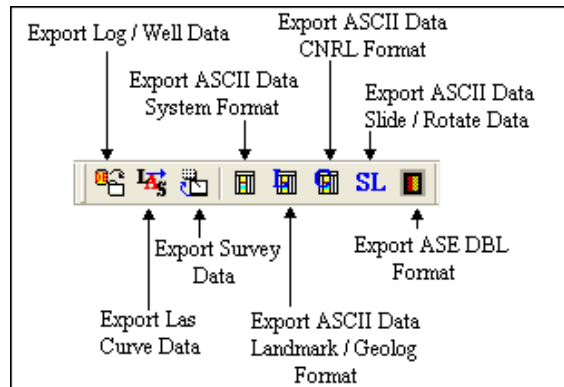 Export Log / Well Data
Export ASCII Data
CNRL Format
Export ASCII Data
System Format
Export ASCII Data
Slide / Rotate Data
LAS
L
C
SL
Export Survey
Data
Export ASE DBL
Format
Export Las
Curve Data
Export ASCII Data
Landmark / Geolog
Format